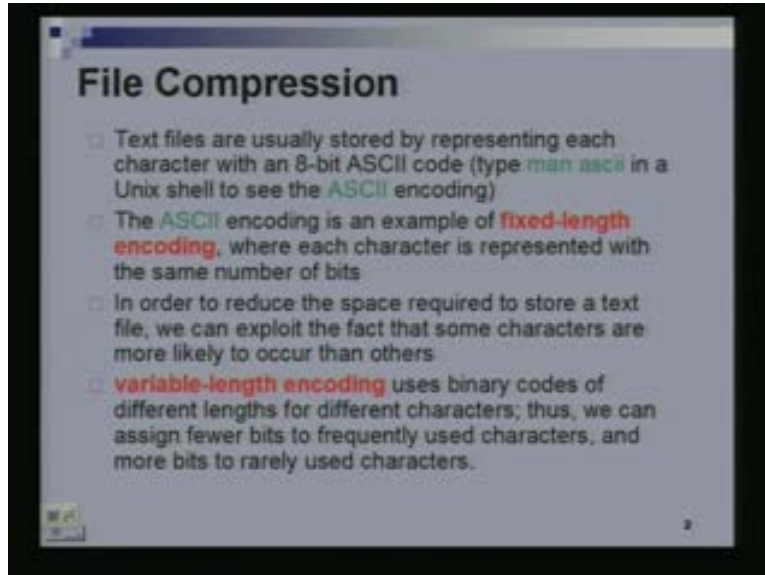 File Compression
Text files are usually stored by representing each
character with an 8-bit ASCII code (type man ascii in a
Unix shell to see the ASCII encoding)
The ASCII encoding is an example of fixed-length
encoding, where each character is represented with
the same number of bits
In order to reduce the space required to store a text
file, we can exploit the fact that some characters are
more likely to occur than others
variable-length encoding uses binary codes of
different lengths for different characters; thus, we can
assign fewer bits to frequently used characters, and
more bits to rarely used characters.
2